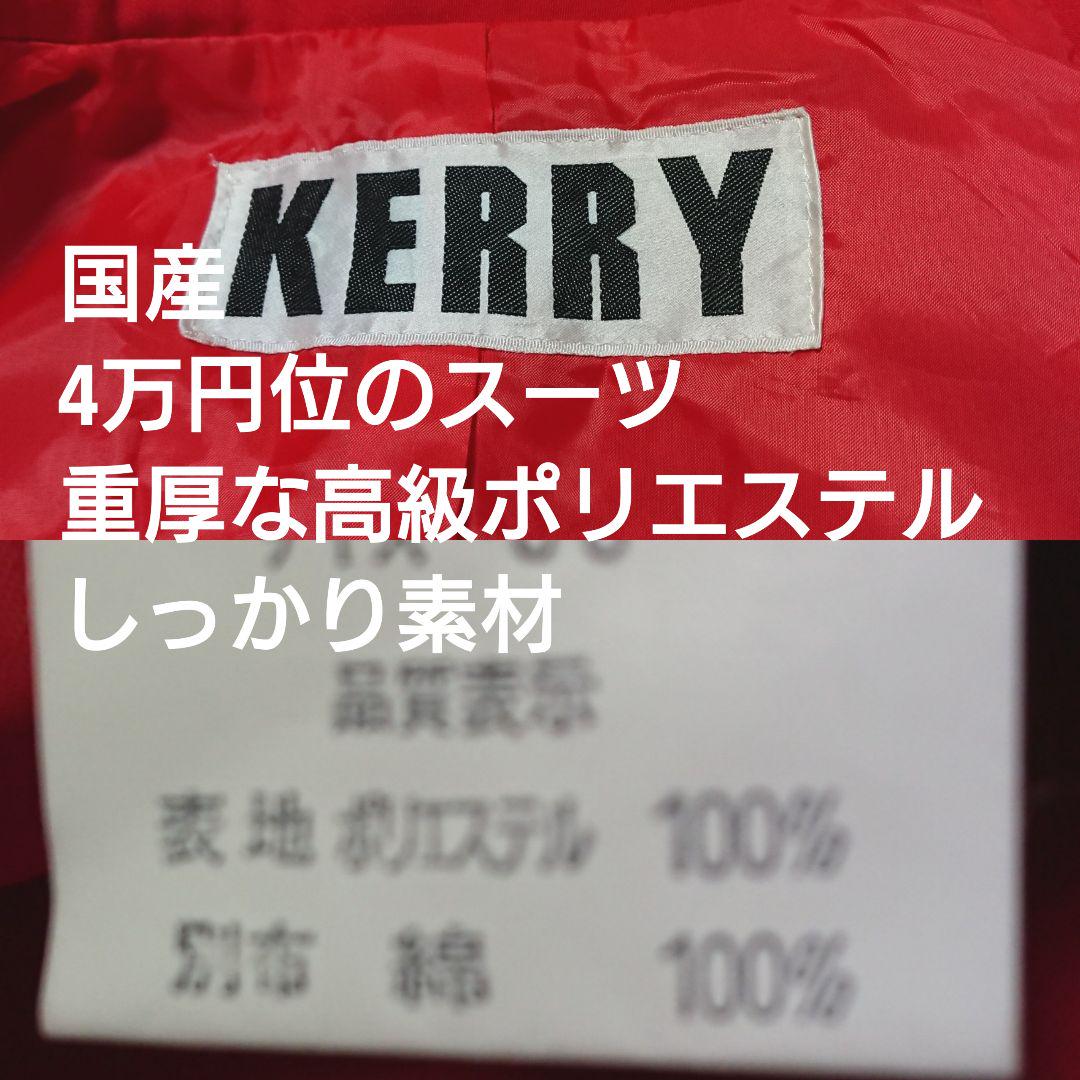 KERRY
国産
4万円位のスーツ
重厚な高級ポリエステル
しっかり素材
品質表示
表地 ポリエステル 100%
別布 綿 100%